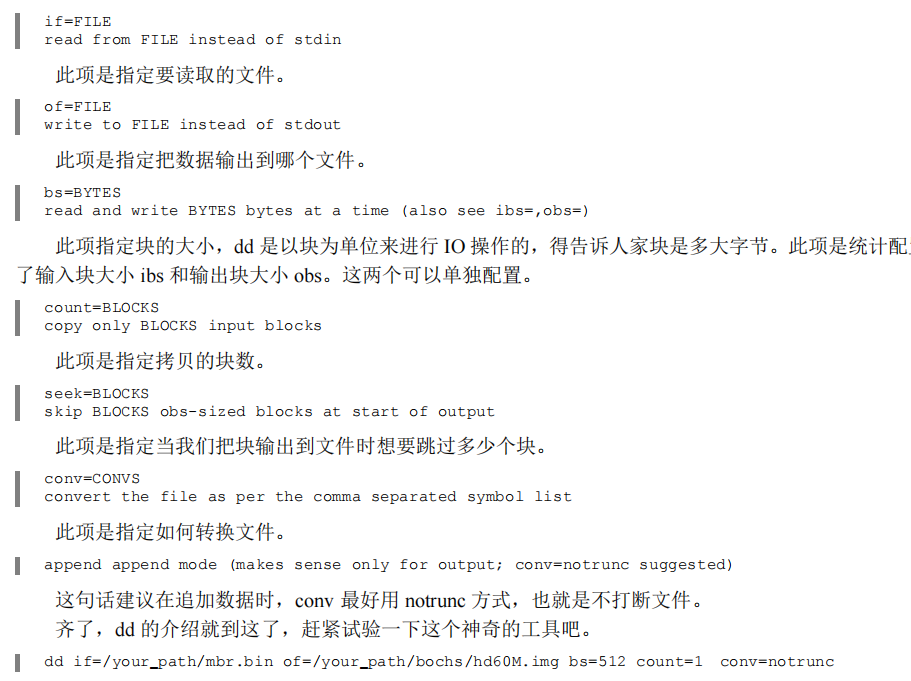 if=FILE
read from FILE instead of stdin
此项是指定要读取的文件。
of=FILE
write to FILE instead of stdout
此项是指定把数据输出到哪个文件。
bs=BYTES
read and write BYTES bytes at a time (also see ibs=,obs=)
此项指定块的大小，dd 是以块为单位来进行 IO 操作的，得告诉人家块是多大字节。此项是统计配
了输入块大小 ibs 和输出块大小 obs。这两个可以单独配置。
count=BLOCKS
copy only BLOCKS input blocks
此项是指定拷贝的块数。
seek=BLOCKS
skip BLOCKS obs-sized blocks at start of output
此项是指定当我们把块输出到文件时想要跳过多少个块。
conv=CONVS
convert the file as per the comma separated symbol list
此项是指定如何转换文件。
append append mode (makes sense only for output; conv=notrunc suggested)
这句话建议在追加数据时，conv 最好用 notrunc 方式，也就是不打断文件。
齐了，dd 的介绍就到这了，赶紧试验一下这个神奇的工具吧。
dd if=/your_path/mbr.bin of=/your_path/bochs/hd60M.img bs=512 count=1 conv=notrunc